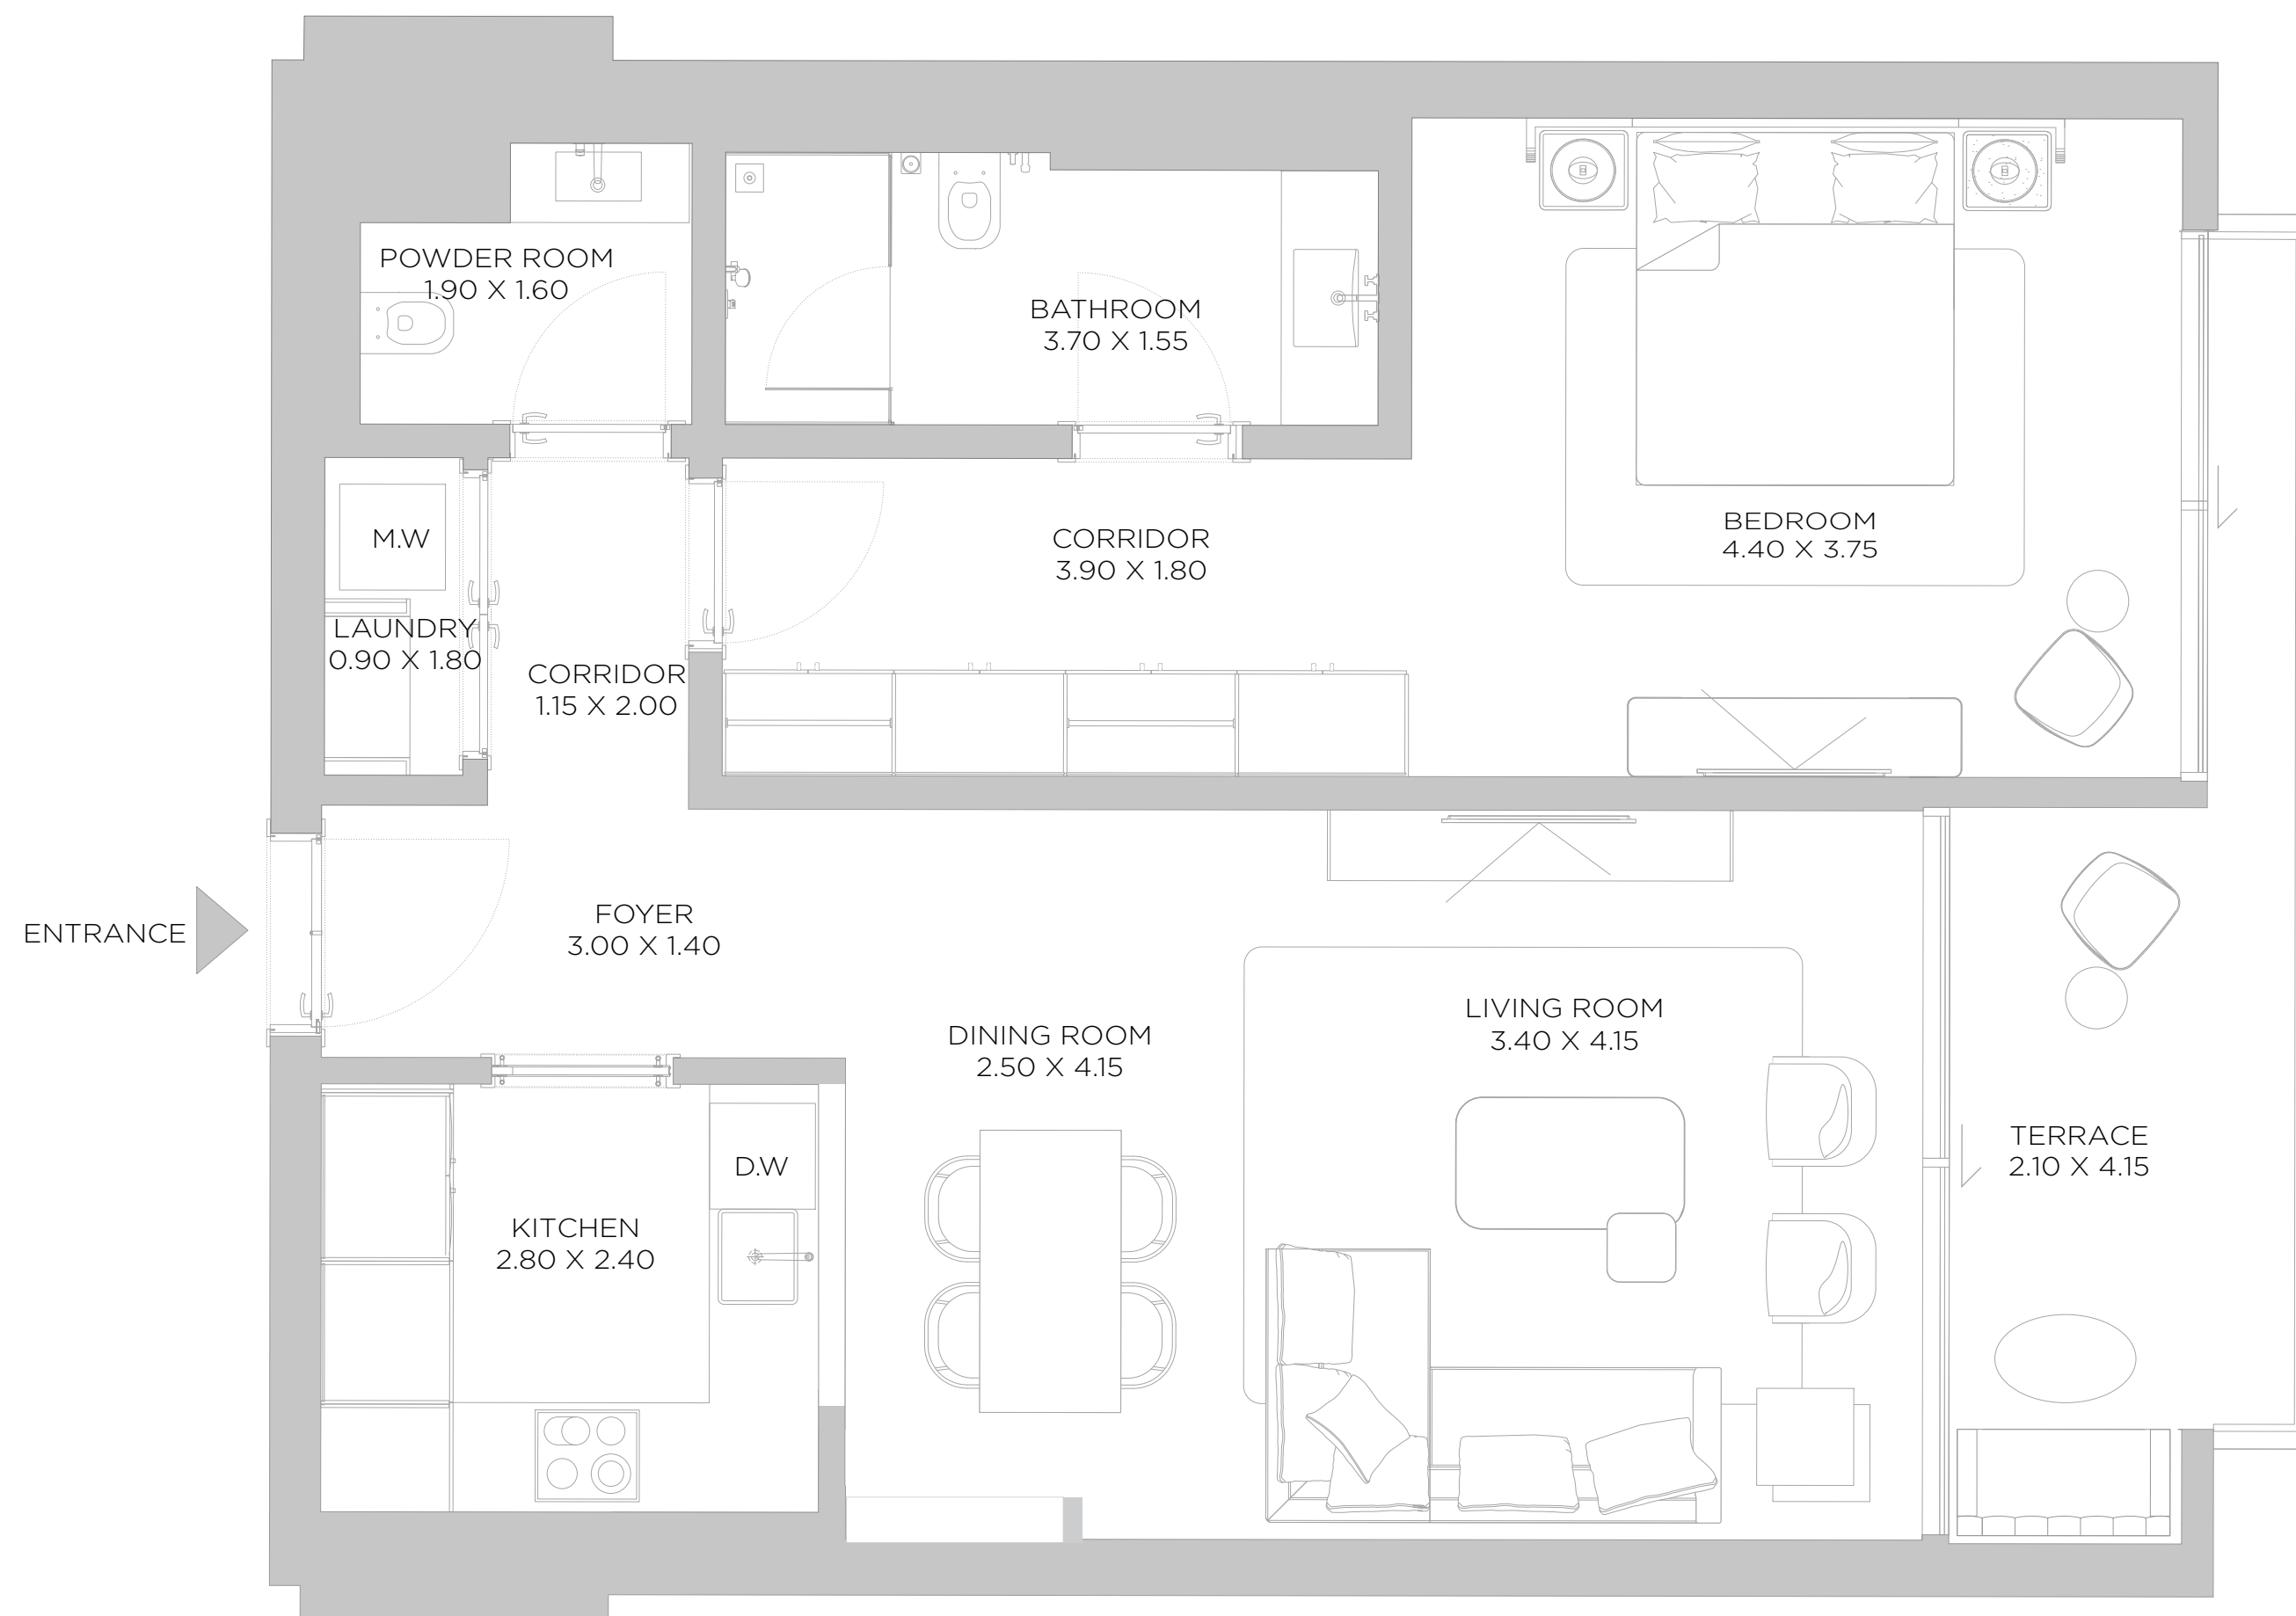 POWDER ROOM
1.90 X 1.60
BATHROOM
3.70 X 1.55
M.W
LAUNDRY
0.90 X 1.80
CORRIDOR
1.15 X 2.00
CORRIDOR
3.90 X 1.80
BEDROOM
4.40 X 3.75
ENTRANCE
FOYER
3.00 X 1.40
DINING ROOM
2.50 X 4.15
LIVING ROOM
3.40 X 4.15
TERRACE
2.10 X 4.15
D.W
KITCHEN
2.80 X 2.40